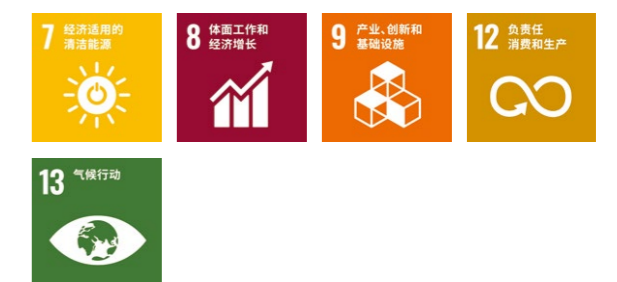 7 经济适用的
清洁能源
8 体面工作和
经济增长
9 产业、创新和
基础设施
12 负责任
消费和生产
13 气候行动